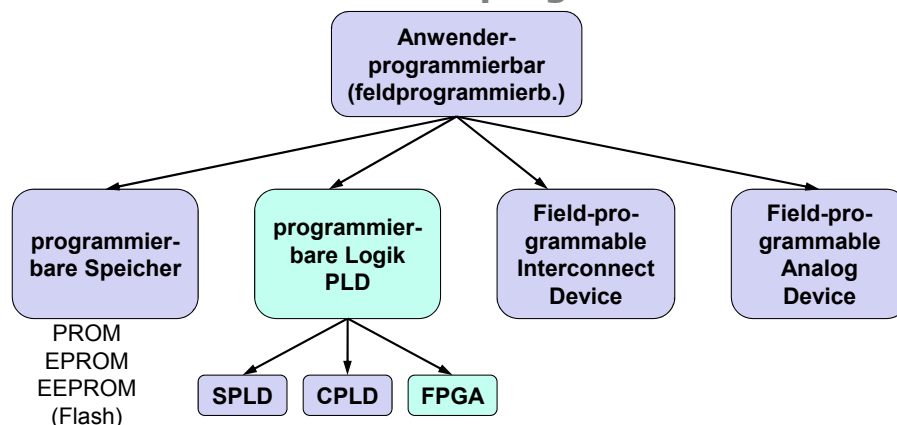 Anwender-
programmierbar
(feldprogrammierb.)
programmier-
bare Speicher
programmier-
bare Logik
PLD
Field-pro-
grammable
Interconnect
Device
Field-pro-
grammable
Analog
Device
PROM
EPROM
EEPROM
(Flash)
SPLD
CPLD
FPGA